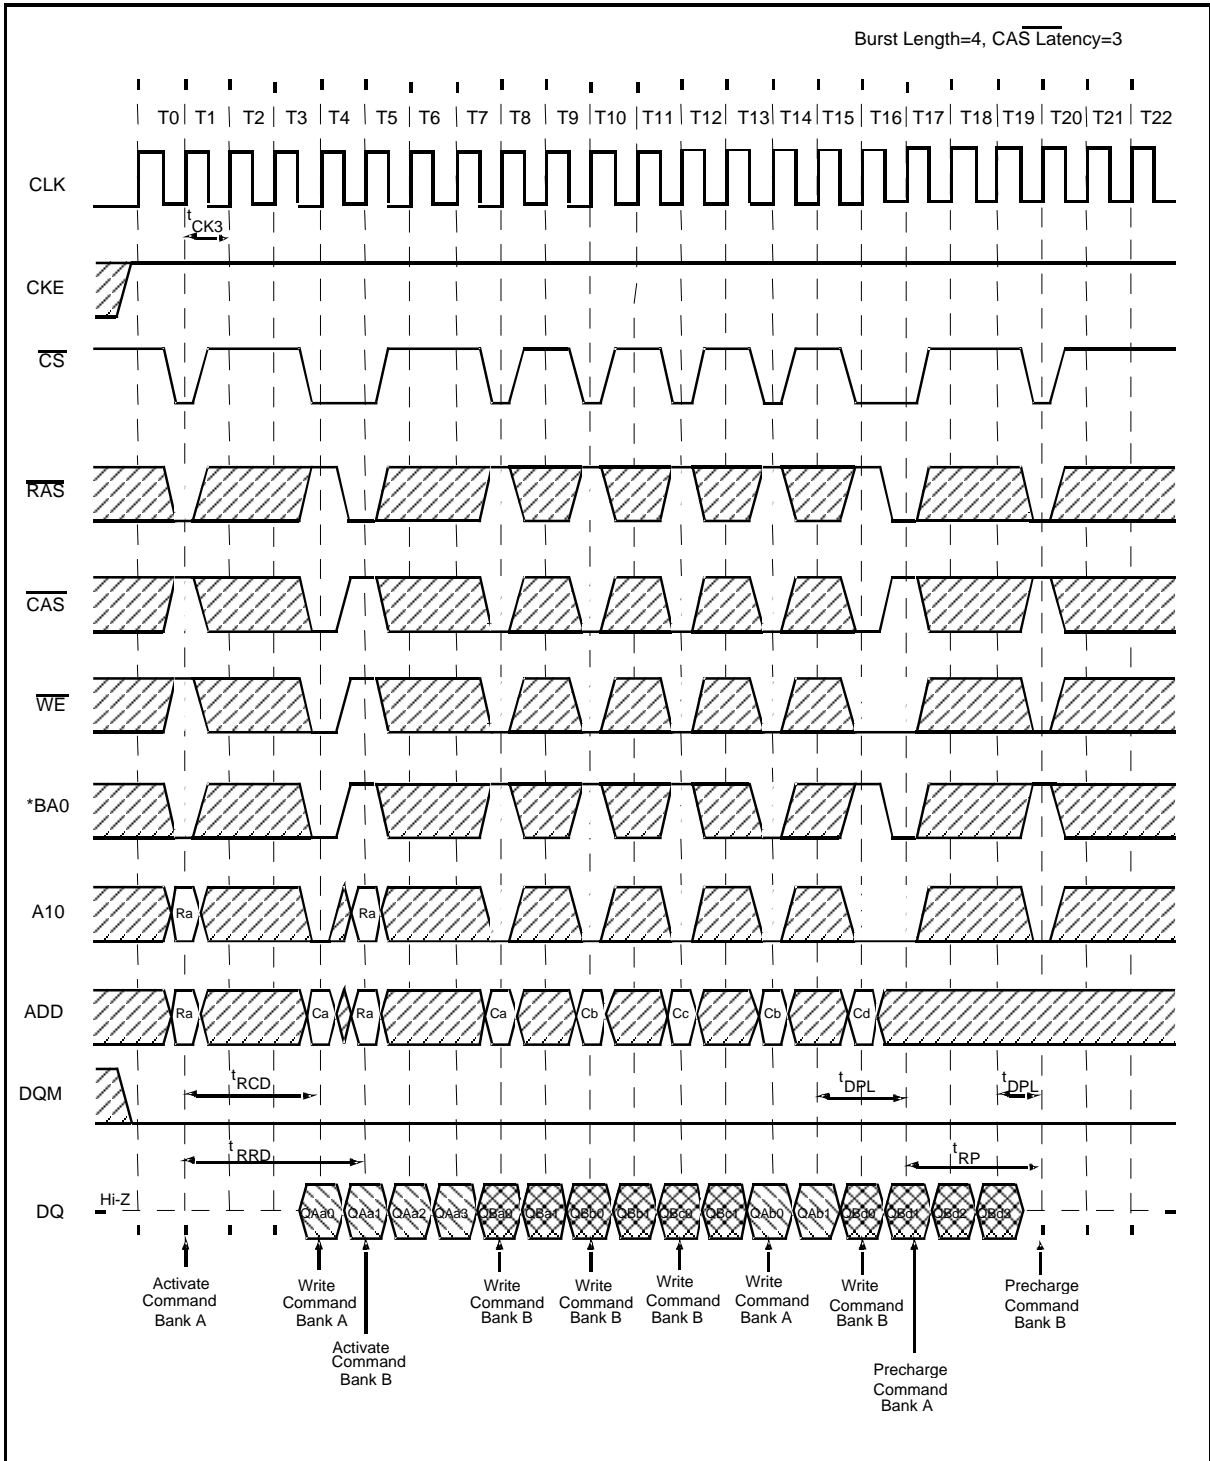 Burst Length=4, CAS Latency=3
T0 T1 T2 T3 T4 T5 T6 T7 T8 T9 T10 T11 T12 T13 T14 T15 T16 T17 T18 T19 T20 T21 T22
CLK
tCK3
CKE
CS
RAS
CAS
WE
*BA0
A10
Ra Ra
ADD
Ra Ca Ra Ca Cb Cc Cb Cd
DQM
tRCD tDPL tDPL
tRRD tRP
Hi-Z
DQ
QAa0 QAa1 QAa2 QAa3 QBa0 QBa1 QBb0 QBb1 QBc0 QBc1 QAb0 QAb1 QBd0 QBd1 QBd2 QBd3
Activate
Command
Bank A
Write
Command
Bank A
Activate
Command
Bank B
Write
Command
Bank B
Write
Command
Bank B
Write
Command
Bank B
Write
Command
Bank A
Write
Command
Bank B
Precharge
Command
Bank A
Precharge
Command
Bank B